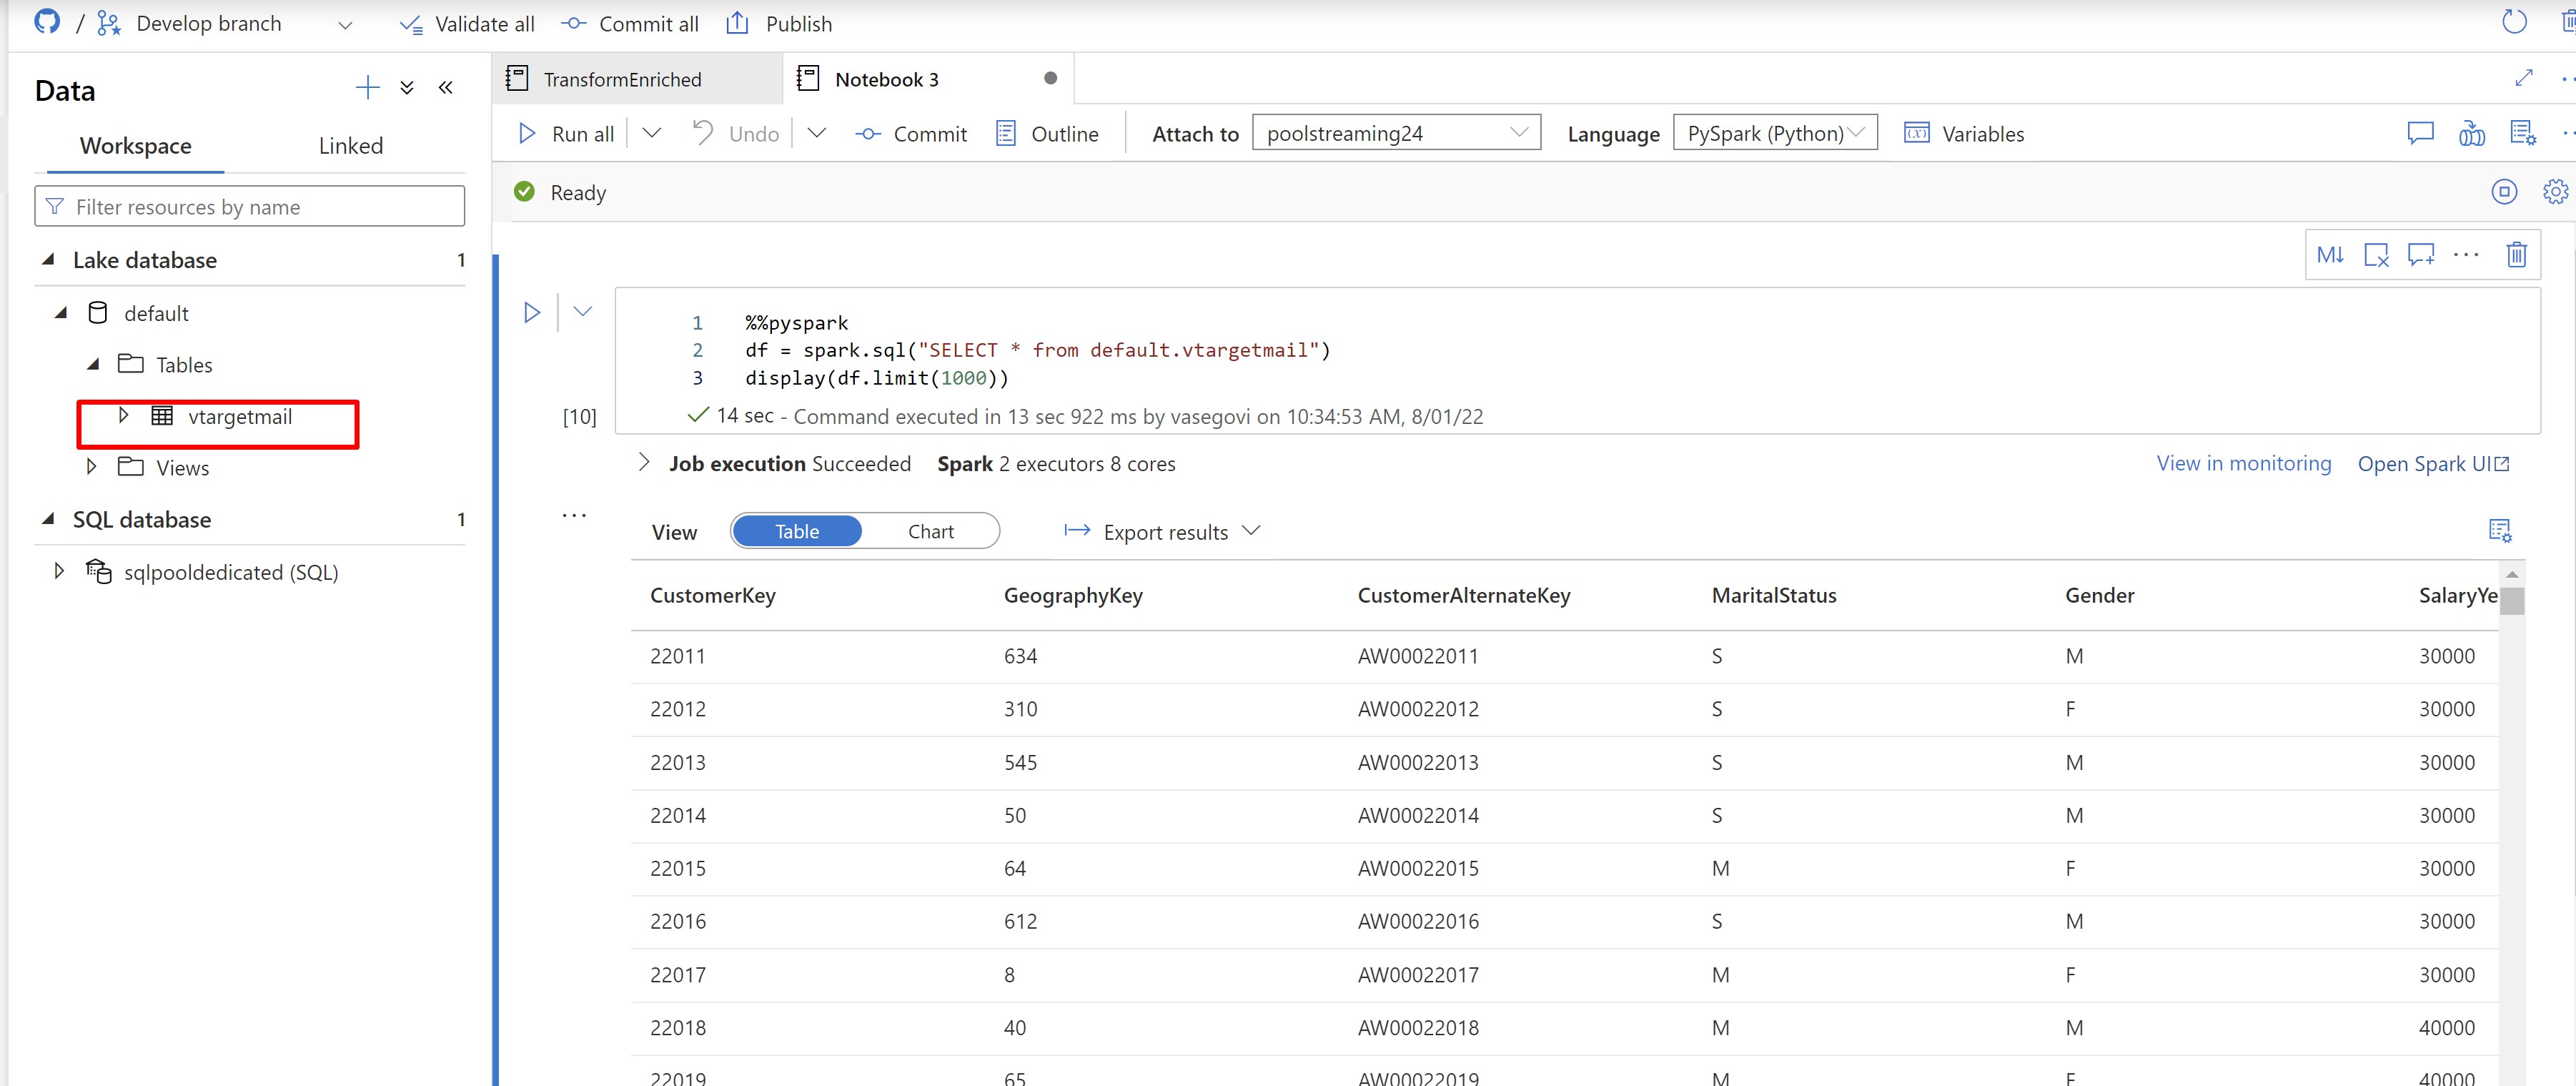 / Develop branch Validate all Commit all Publish
Data
Workspace Linked
Filter resources by name
Lake database 1
default
Tables
vtargetmail
Views
SQL database 1
sqlpooldedicated (SQL)
TransformEnriched Notebook 3
Run all Undo Commit Outline Attach to poolstreaming24 Language PySpark (Python) Variables
Ready
M↓
1 %%pyspark
2 df = spark.sql("SELECT * from default.vtargetmail")
3 display(df.limit(1000))
[10] 14 sec - Command executed in 13 sec 922 ms by vasegovi on 10:34:53 AM, 8/01/22
Job execution Succeeded Spark 2 executors 8 cores View in monitoring Open Spark UI
View Table Chart Export results
CustomerKey GeographyKey CustomerAlternateKey MaritalStatus Gender SalaryYe
22011 634 AW00022011 S M 30000
22012 310 AW00022012 S F 30000
22013 545 AW00022013 S M 30000
22014 50 AW00022014 S M 30000
22015 64 AW00022015 M F 30000
22016 612 AW00022016 S M 30000
22017 8 AW00022017 M F 30000
22018 40 AW00022018 M M 40000
22019 65 AW00022019 M F 40000